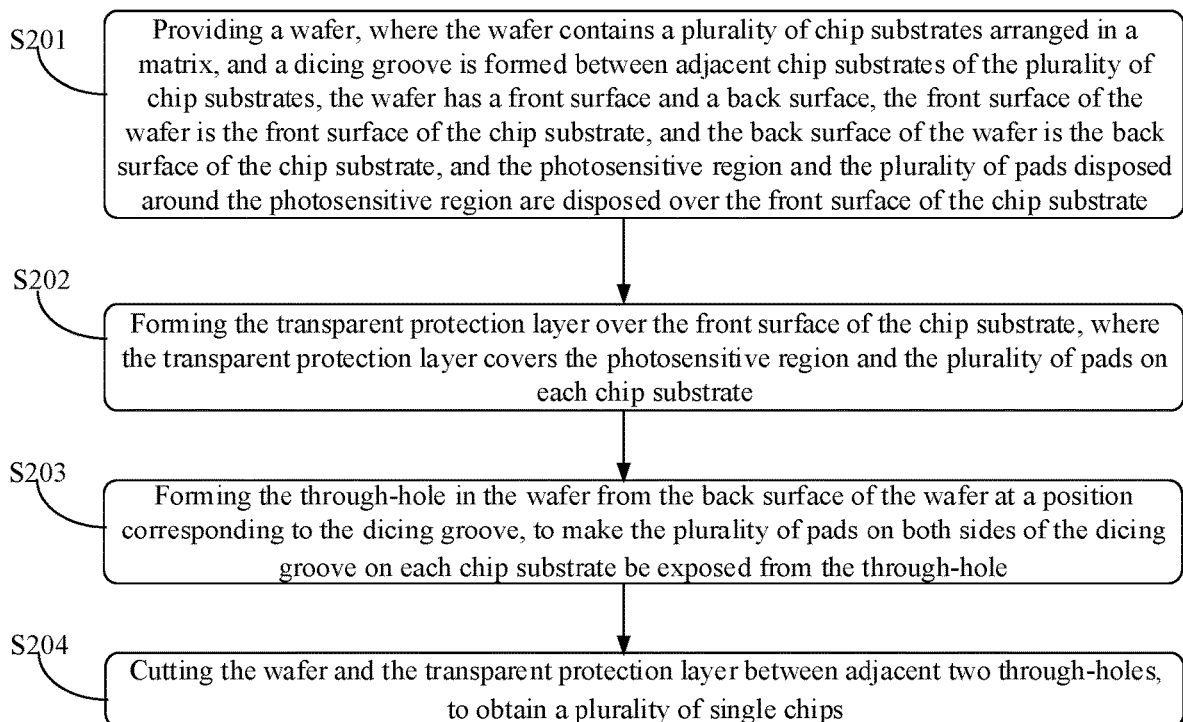 S201
Providing a wafer, where the wafer contains a plurality of chip substrates arranged in a
matrix, and a dicing groove is formed between adjacent chip substrates of the plurality of
chip substrates, the wafer has a front surface and a back surface, the front surface of the
wafer is the front surface of the chip substrate, and the back surface of the wafer is the back
surface of the chip substrate, and the photosensitive region and the plurality of pads disposed
around the photosensitive region are disposed over the front surface of the chip substrate
S202
Forming the transparent protection layer over the front surface of the chip substrate, where
the transparent protection layer covers the photosensitive region and the plurality of pads on
each chip substrate
S203
Forming the through-hole in the wafer from the back surface of the wafer at a position
corresponding to the dicing groove, to make the plurality of pads on both sides of the dicing
groove on each chip substrate be exposed from the through-hole
S204
Cutting the wafer and the transparent protection layer between adjacent two through-holes,
to obtain a plurality of single chips